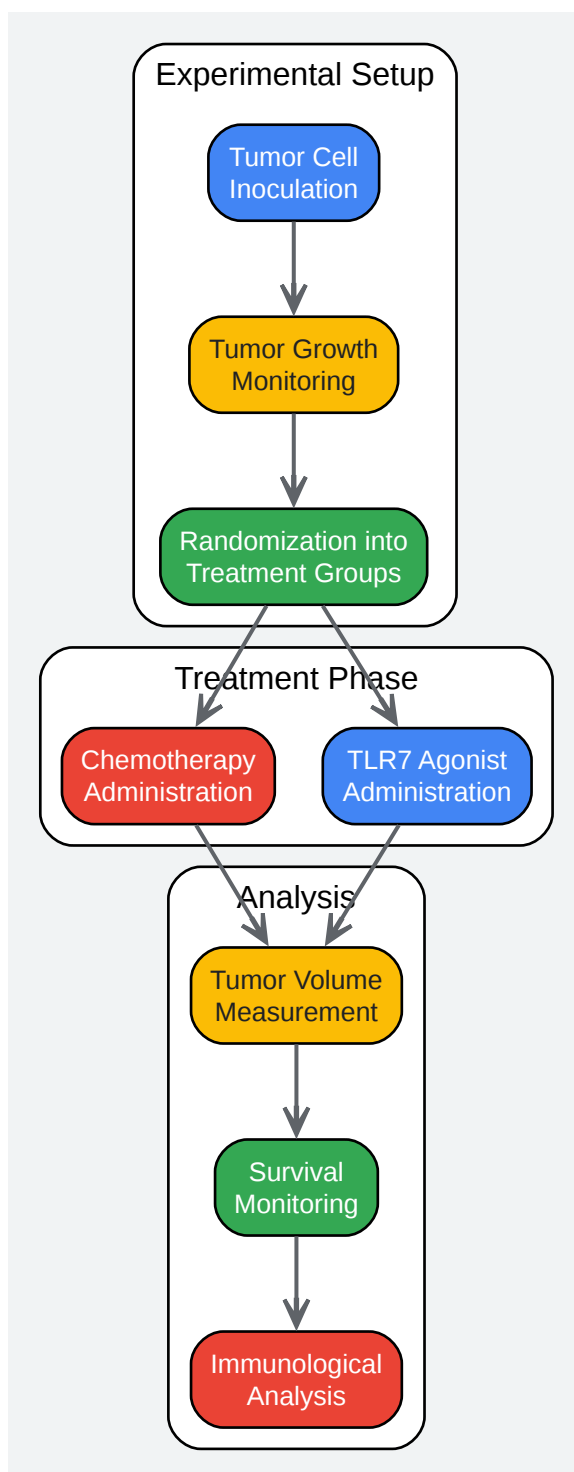 Experimental Setup
Tumor Cell
Inoculation
Tumor Growth
Monitoring
Randomization into
Treatment Groups
Treatment Phase
Chemotherapy
Administration
TLR7 Agonist
Administration
Analysis
Tumor Volume
Measurement
Survival
Monitoring
Immunological
Analysis